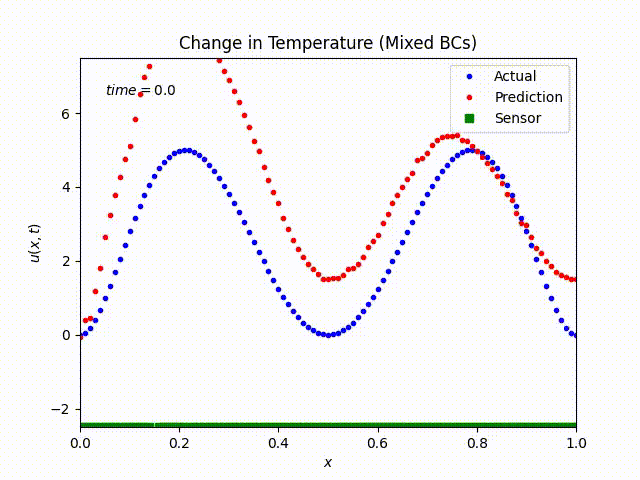 Change in Temperature (Mixed BCs)
time = 0.0
Actual
Prediction
Sensor
u(x, t)
6
4
2
0
−2
0.0 0.2 0.4 0.6 0.8 1.0
x